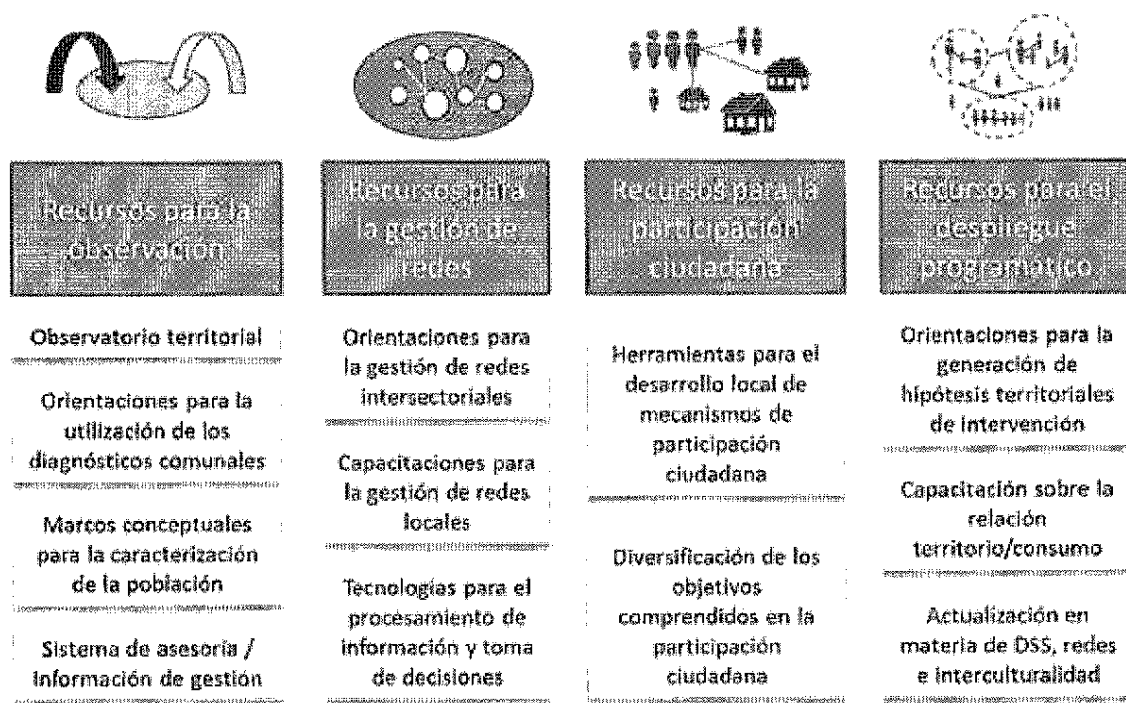 Recursos para la
observación
Observatorio territorial
Orientaciones para la
utilización de los
diagnósticos comunales
Marcos conceptuales
para la caracterización
de la población
Sistema de asesoría /
Información de gestión
Recursos para
la gestión de
redes
Orientaciones para
la gestión de redes
intersectoriales
Capacitaciones para
la gestión de redes
locales
Tecnologías para el
procesamiento de
información y toma
de decisiones
Recursos para la
participación
ciudadana
Herramientas para el
desarrollo local de
mecanismos de
participación
ciudadana
Diversificación de los
objetivos
comprendidos en la
participación
ciudadana
Recursos para el
despliegue
programático
Orientaciones para la
generación de
hipótesis territoriales
de intervención
Capacitación sobre la
relación
territorio/consumo
Actualización en
materia de DSS, redes
e interculturalidad